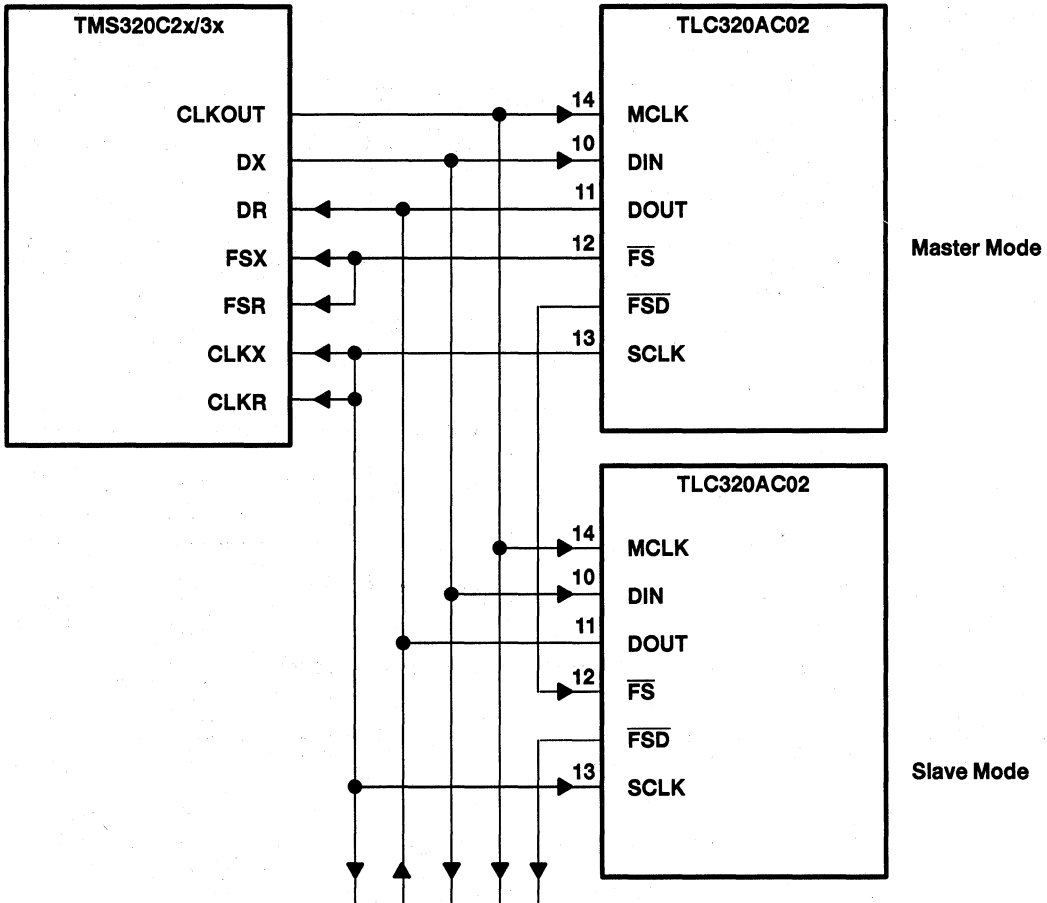 TMS320C2x/3x
CLKOUT
DX
DR
FSX
FSR
CLKX
CLKR
TLC320AC02
14 MCLK
10 DIN
11 DOUT
12 FS
FSD
13 SCLK
Master Mode
TLC320AC02
14 MCLK
10 DIN
11 DOUT
12 FS
FSD
13 SCLK
Slave Mode